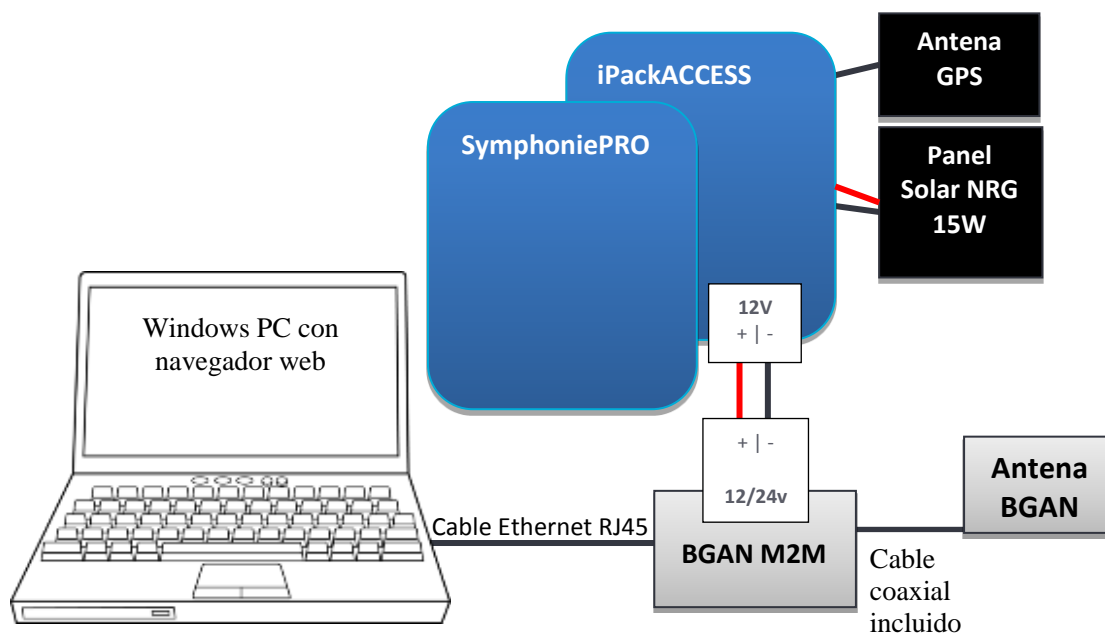 Antena
GPS
iPackACCESS
SymphoniePRO
Panel
Solar NRG
15W
12V
+ | -
Windows PC con
navegador web
+ | -
12/24v
Antena
BGAN
Cable Ethernet RJ45
BGAN M2M
Cable
coaxial
incluido